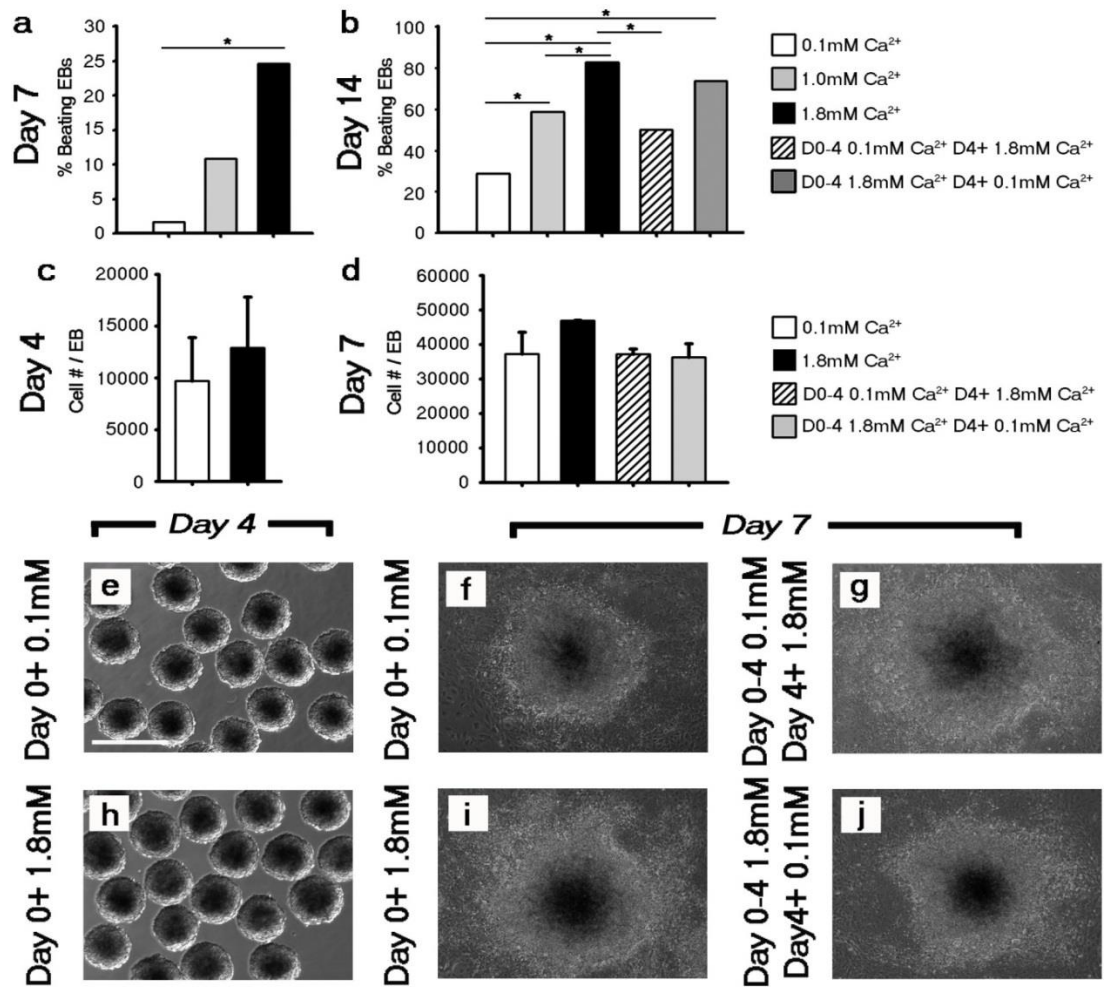 a
Day 7
% Beating EBs
30
25
20
15
10
5
0
*
b
Day 14
% Beating EBs
100
80
60
40
20
0
*
*
*
*
*
0.1mM Ca²⁺
1.0mM Ca²⁺
1.8mM Ca²⁺
D0-4 0.1mM Ca²⁺ D4+ 1.8mM Ca²⁺
D0-4 1.8mM Ca²⁺ D4+ 0.1mM Ca²⁺
c
Day 4
Cell # / EB
20000
15000
10000
5000
0
d
Day 7
Cell # / EB
60000
50000
40000
30000
20000
10000
0
0.1mM Ca²⁺
1.8mM Ca²⁺
D0-4 0.1mM Ca²⁺ D4+ 1.8mM Ca²⁺
D0-4 1.8mM Ca²⁺ D4+ 0.1mM Ca²⁺
Day 4
Day 7
Day 0+ 0.1mM
e
Day 0+ 0.1mM
f
Day 0-4 0.1mM
Day 4+ 1.8mM
g
Day 0+ 1.8mM
h
Day 0+ 1.8mM
i
Day 0-4 1.8mM
Day4+ 0.1mM
j